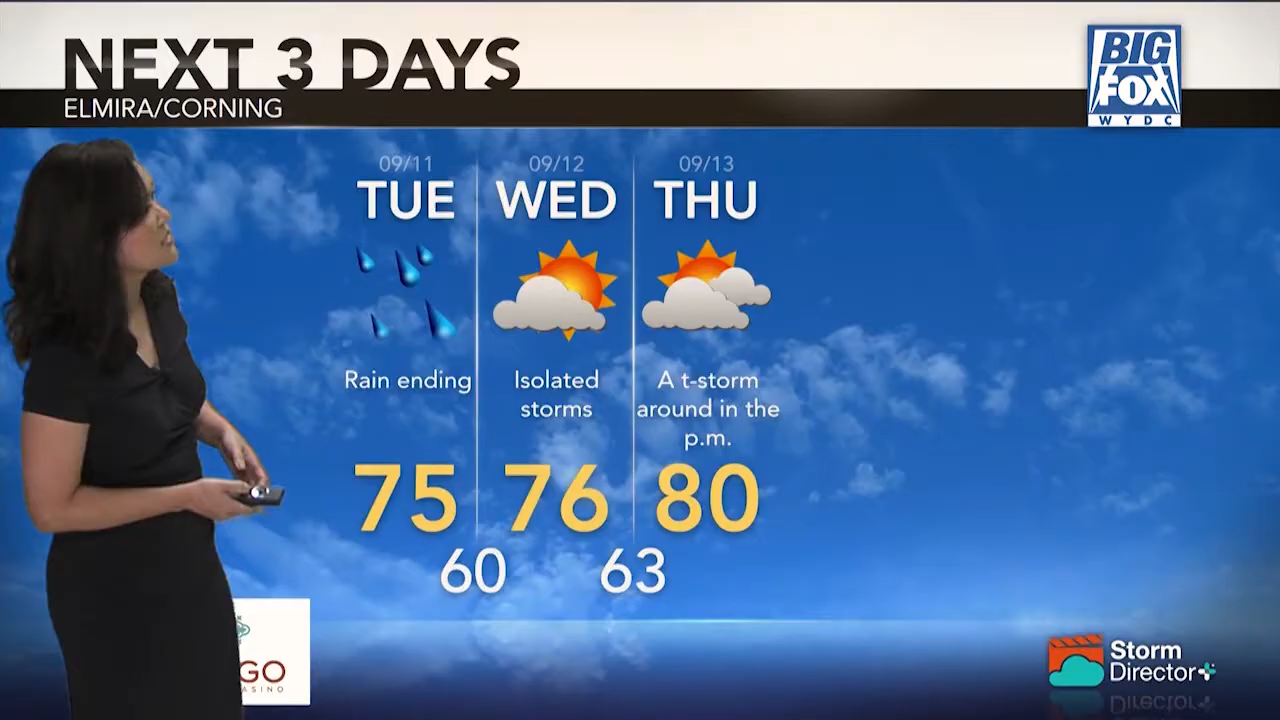 NEXT 3 DAYS
ELMIRA/CORNING
BIG
FOX
WYDC
09/11
TUE
Rain ending
75
09/12
WED
Isolated
storms
76
09/13
THU
A t-storm
around in the
p.m.
80
60
63
Storm
Director+